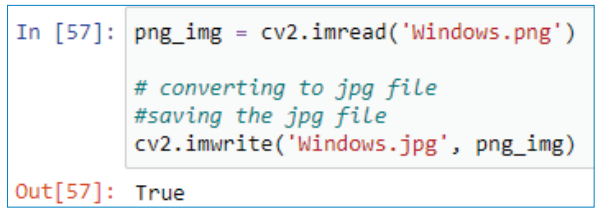 In [57]: png_img = cv2.imread('Windows.png')
# converting to jpg file
#saving the jpg file
cv2.imwrite('Windows.jpg', png_img)
Out[57]: True